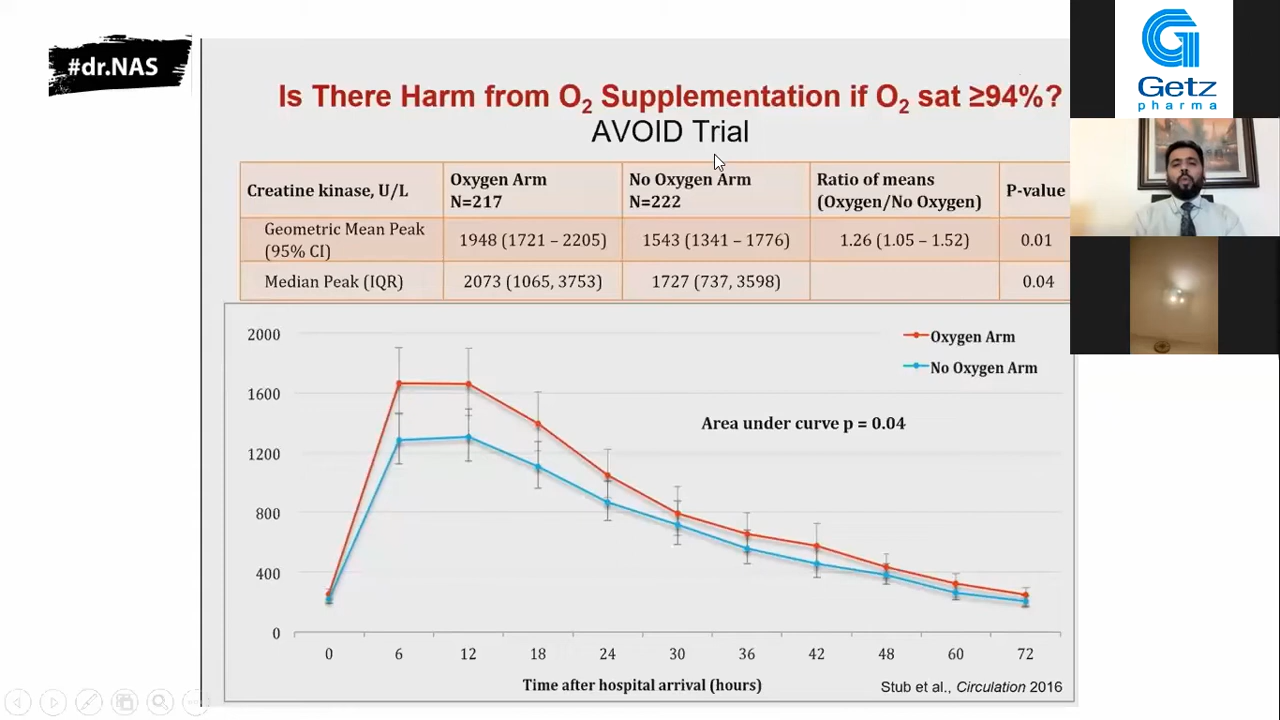 #dr.NAS
Is There Harm from O₂ Supplementation if O₂ sat ≥94%?
AVOID Trial
Creatine kinase, U/L
Oxygen Arm
N=217
No Oxygen Arm
N=222
Ratio of means
(Oxygen/No Oxygen)
P-value
Geometric Mean Peak
(95% CI)
1948 (1721 – 2205)
1543 (1341 – 1776)
1.26 (1.05 – 1.52)
0.01
Median Peak (IQR)
2073 (1065, 3753)
1727 (737, 3598)
0.04
2000
1600
1200
800
400
0
Oxygen Arm
No Oxygen Arm
Area under curve p = 0.04
0 6 12 18 24 30 36 42 48 60 72
Time after hospital arrival (hours)
Stub et al., Circulation 2016
Getz
pharma